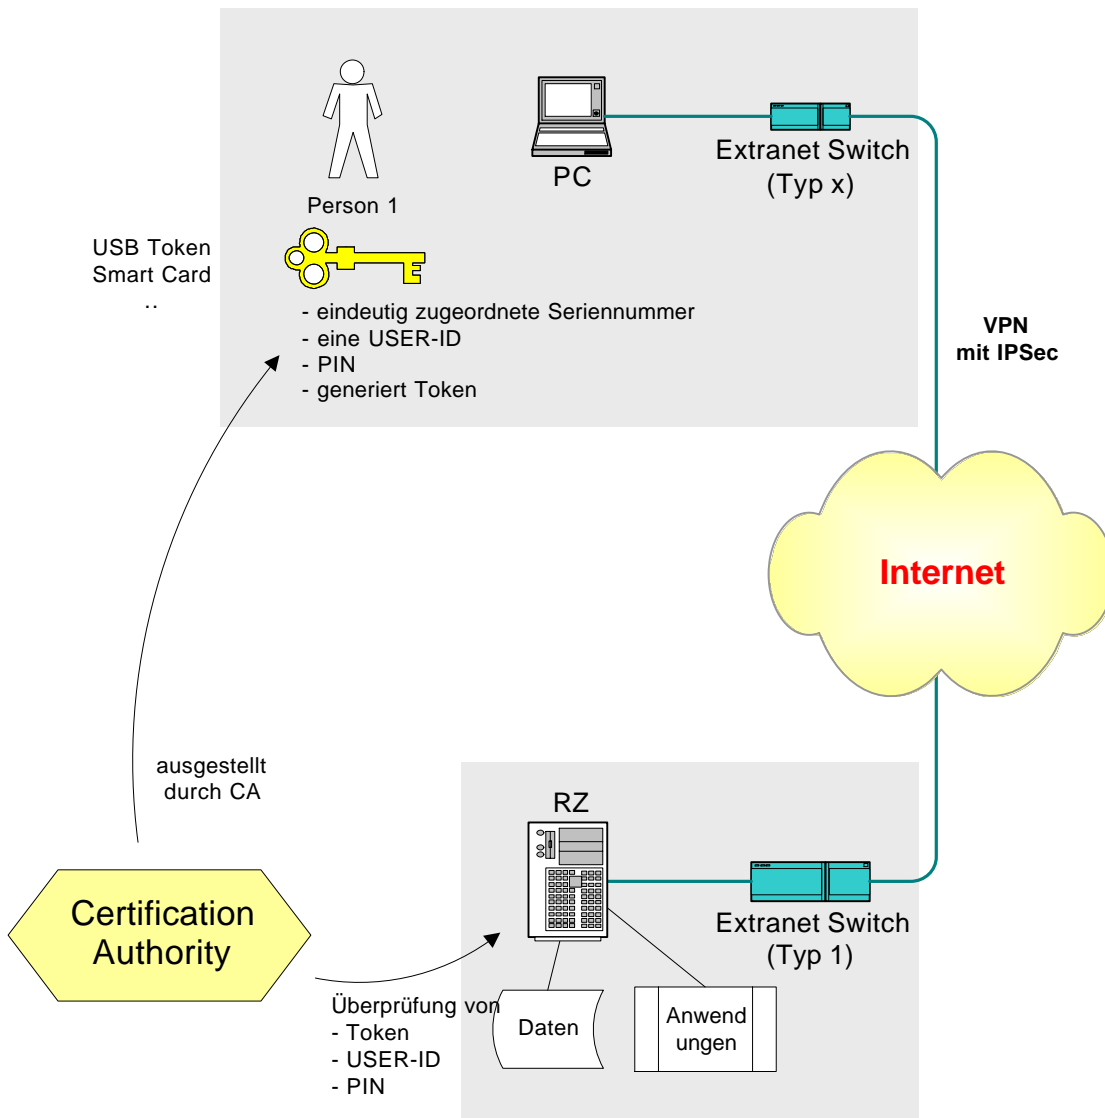 Person 1
PC
Extranet Switch
(Typ x)
USB Token
Smart Card
..
- eindeutig zugeordnete Seriennummer
- eine USER-ID
- PIN
- generiert Token
VPN
mit IPSec
Internet
ausgestellt
durch CA
RZ
Certification
Authority
Extranet Switch
(Typ 1)
Überprüfung von
- Token
- USER-ID
- PIN
Daten
Anwend
ungen